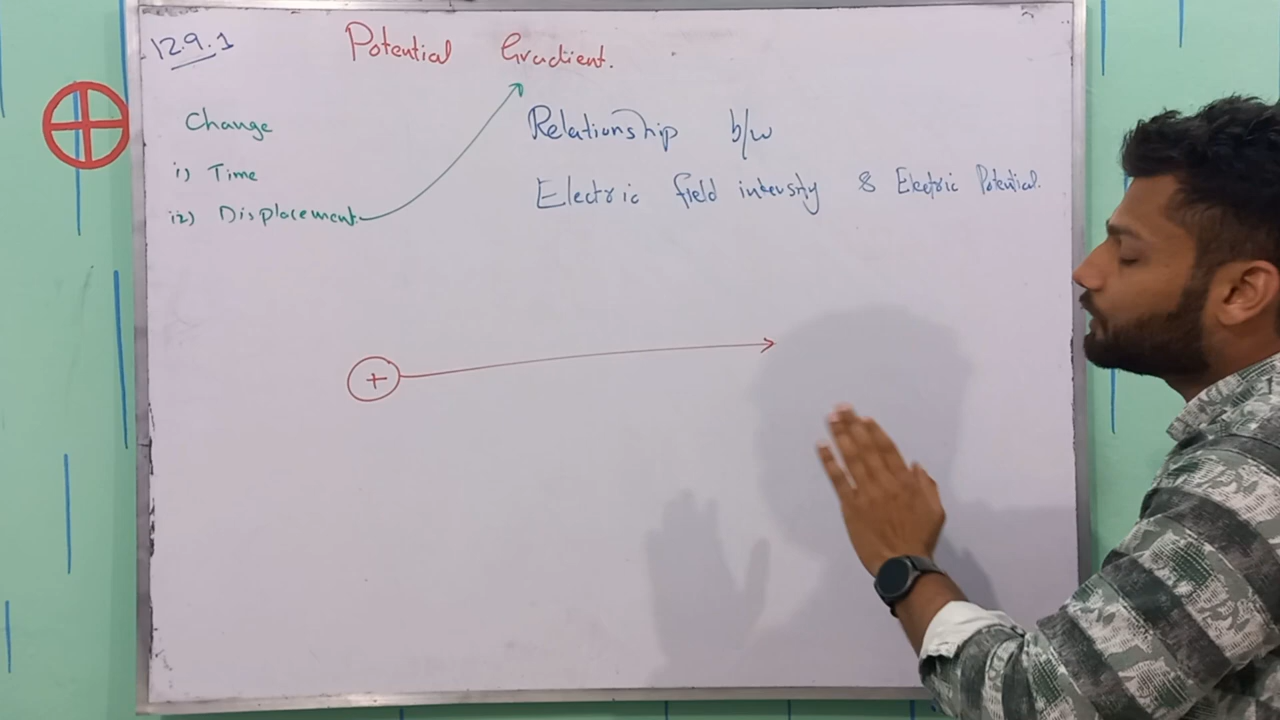 12.9.1
Potential Gradient.
Change
i) Time
ii) Displacement.
Relationship b/w
Electric field intensity & Electric Potential.
+